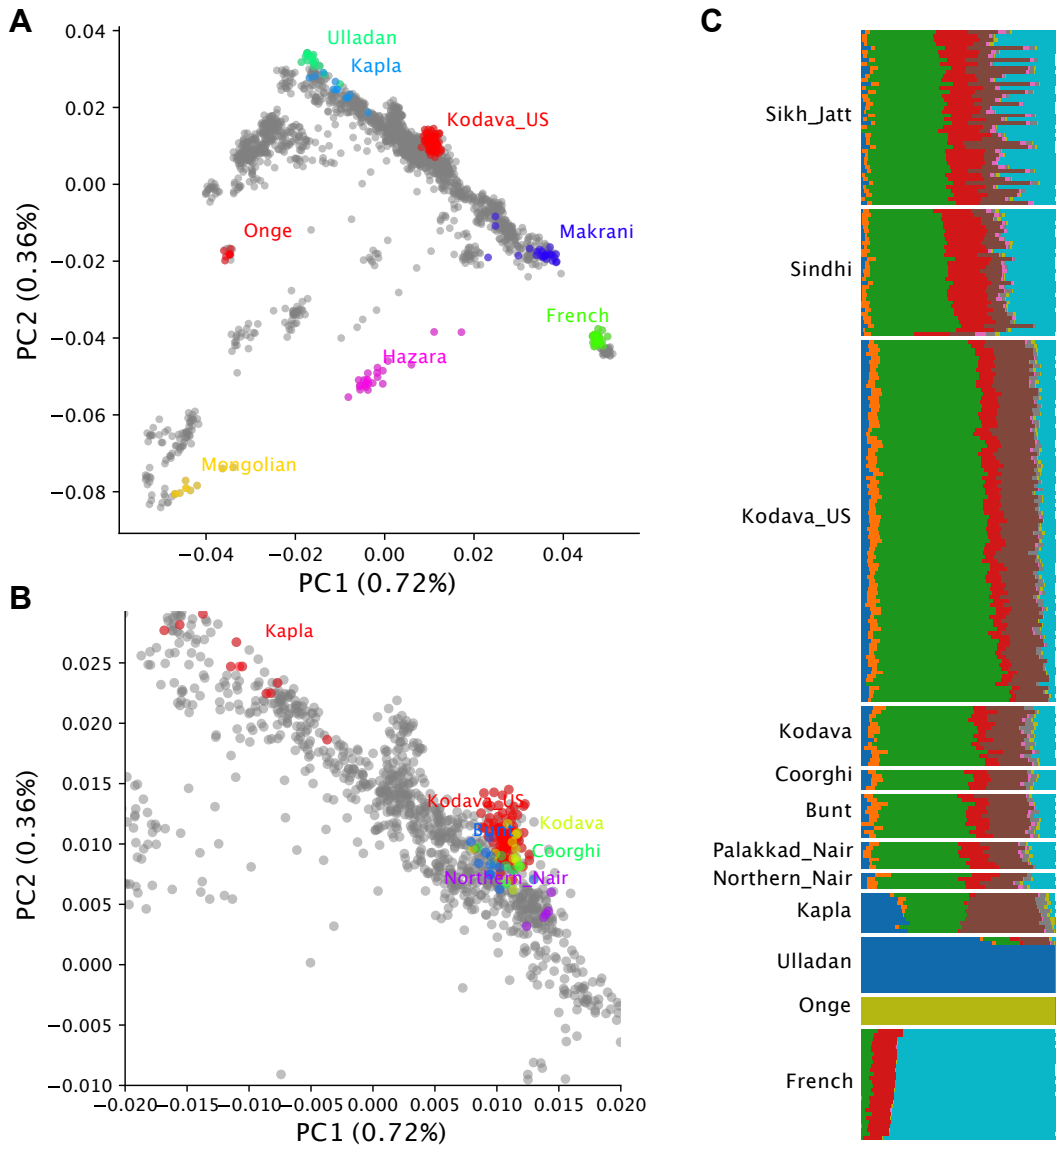 A
0.04
0.02
0.00
−0.02
−0.04
−0.06
−0.08
PC2 (0.36%)
Ulladan
Kapla
Kodava_US
Onge
Makrani
French
Hazara
Mongolian
−0.04
−0.02
0.00
0.02
0.04
PC1 (0.72%)
B
0.025
0.020
0.015
0.010
0.005
0.000
−0.005
−0.010
PC2 (0.36%)
Kapla
Kodava_US
Bunt
Kodava
Coorghi
Northern_Nair
−0.020
−0.015
−0.010
−0.005
0.000
0.005
0.010
0.015
0.020
PC1 (0.72%)
C
Sikh_Jatt
Sindhi
Kodava_US
Kodava
Coorghi
Bunt
Palakkad_Nair
Northern_Nair
Kapla
Ulladan
Onge
French